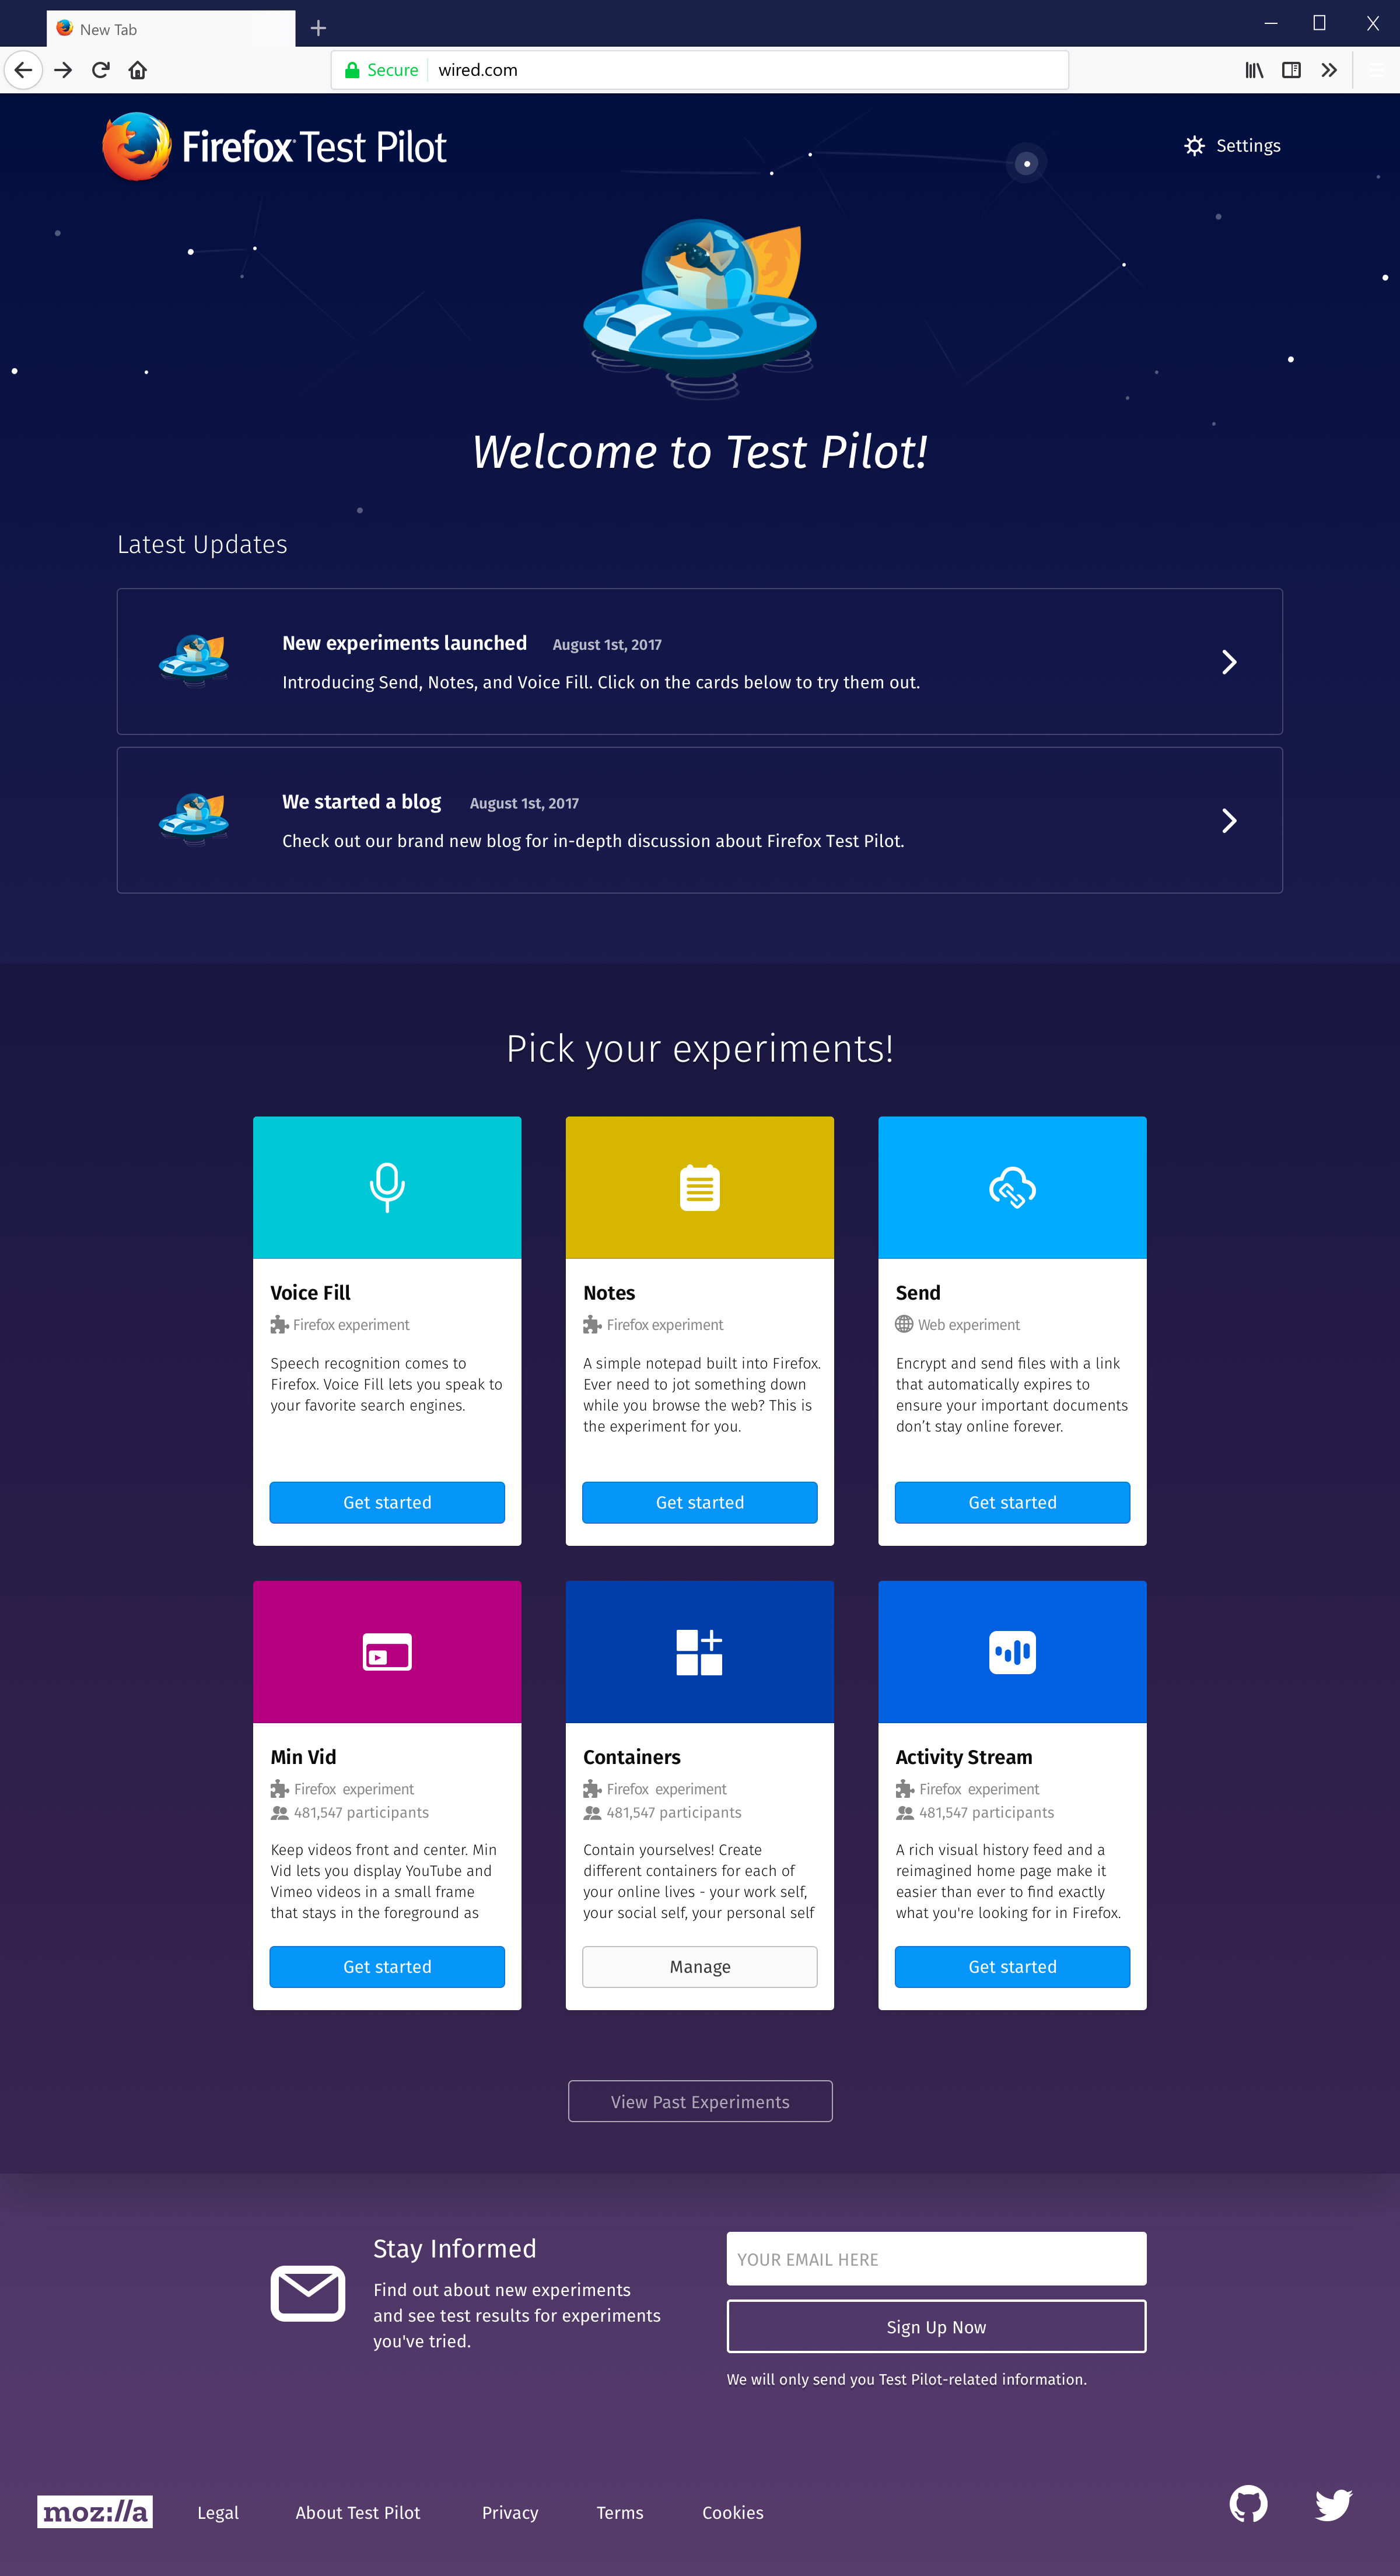 New Tab
Secure wired.com
Firefox Test Pilot
Settings
Welcome to Test Pilot!
Latest Updates
New experiments launched August 1st, 2017
Introducing Send, Notes, and Voice Fill. Click on the cards below to try them out.
We started a blog August 1st, 2017
Check out our brand new blog for in-depth discussion about Firefox Test Pilot.
Pick your experiments!
Voice Fill
Firefox experiment
Speech recognition comes to
Firefox. Voice Fill lets you speak to
your favorite search engines.
Get started
Notes
Firefox experiment
A simple notepad built into Firefox.
Ever need to jot something down
while you browse the web? This is
the experiment for you.
Get started
Send
Web experiment
Encrypt and send files with a link
that automatically expires to
ensure your important documents
don’t stay online forever.
Get started
Min Vid
Firefox experiment
481,547 participants
Keep videos front and center. Min
Vid lets you display YouTube and
Vimeo videos in a small frame
that stays in the foreground as
Get started
Containers
Firefox experiment
481,547 participants
Contain yourselves! Create
different containers for each of
your online lives - your work self,
your social self, your personal self
Manage
Activity Stream
Firefox experiment
481,547 participants
A rich visual history feed and a
reimagined home page make it
easier than ever to find exactly
what you're looking for in Firefox.
Get started
View Past Experiments
Stay Informed
Find out about new experiments
and see test results for experiments
you've tried.
YOUR EMAIL HERE
Sign Up Now
We will only send you Test Pilot-related information.
moz://a
Legal About Test Pilot Privacy Terms Cookies